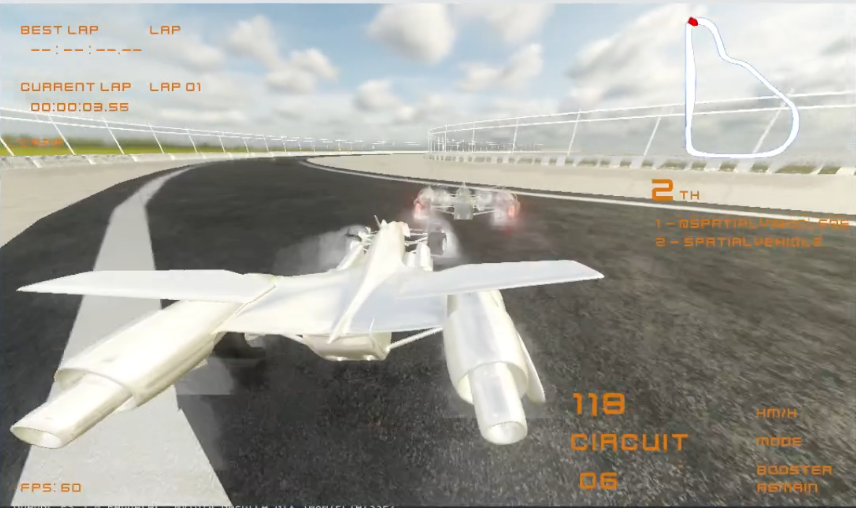 BEST LAP LAP
--:--:--.--
CURRENT LAP LAP 01
00:00:03.55
2 TH
2 - SPATIALVEHICLE
118 KM/H
CIRCUIT MODE
06 BOOSTER
REMAIN
FPS: 60